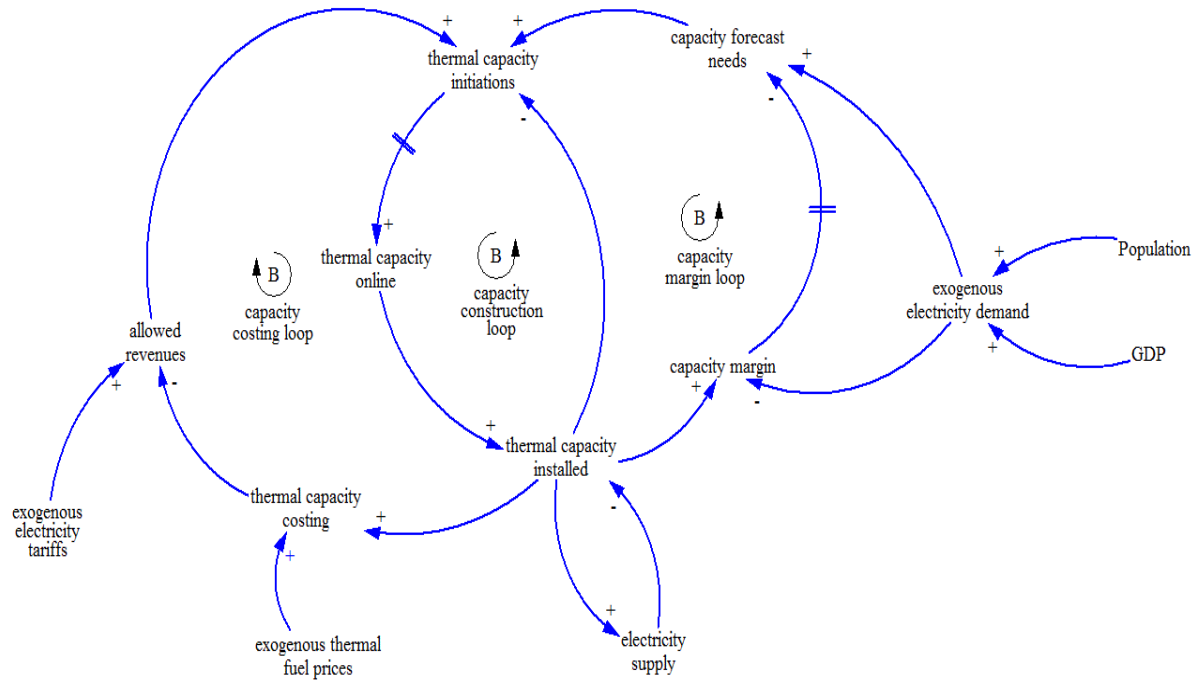 +
+
thermal capacity
initiations
capacity forecast
needs
+
-
-
B
capacity
margin loop
+
thermal capacity
online
B
capacity
construction
loop
B
capacity
costing loop
+
Population
exogenous
electricity demand
+
GDP
allowed
revenues
+
-
capacity margin
+
-
+
thermal capacity
installed
exogenous
electricity
tariffs
thermal capacity
costing
+
-
+
exogenous thermal
fuel prices
+
electricity
supply